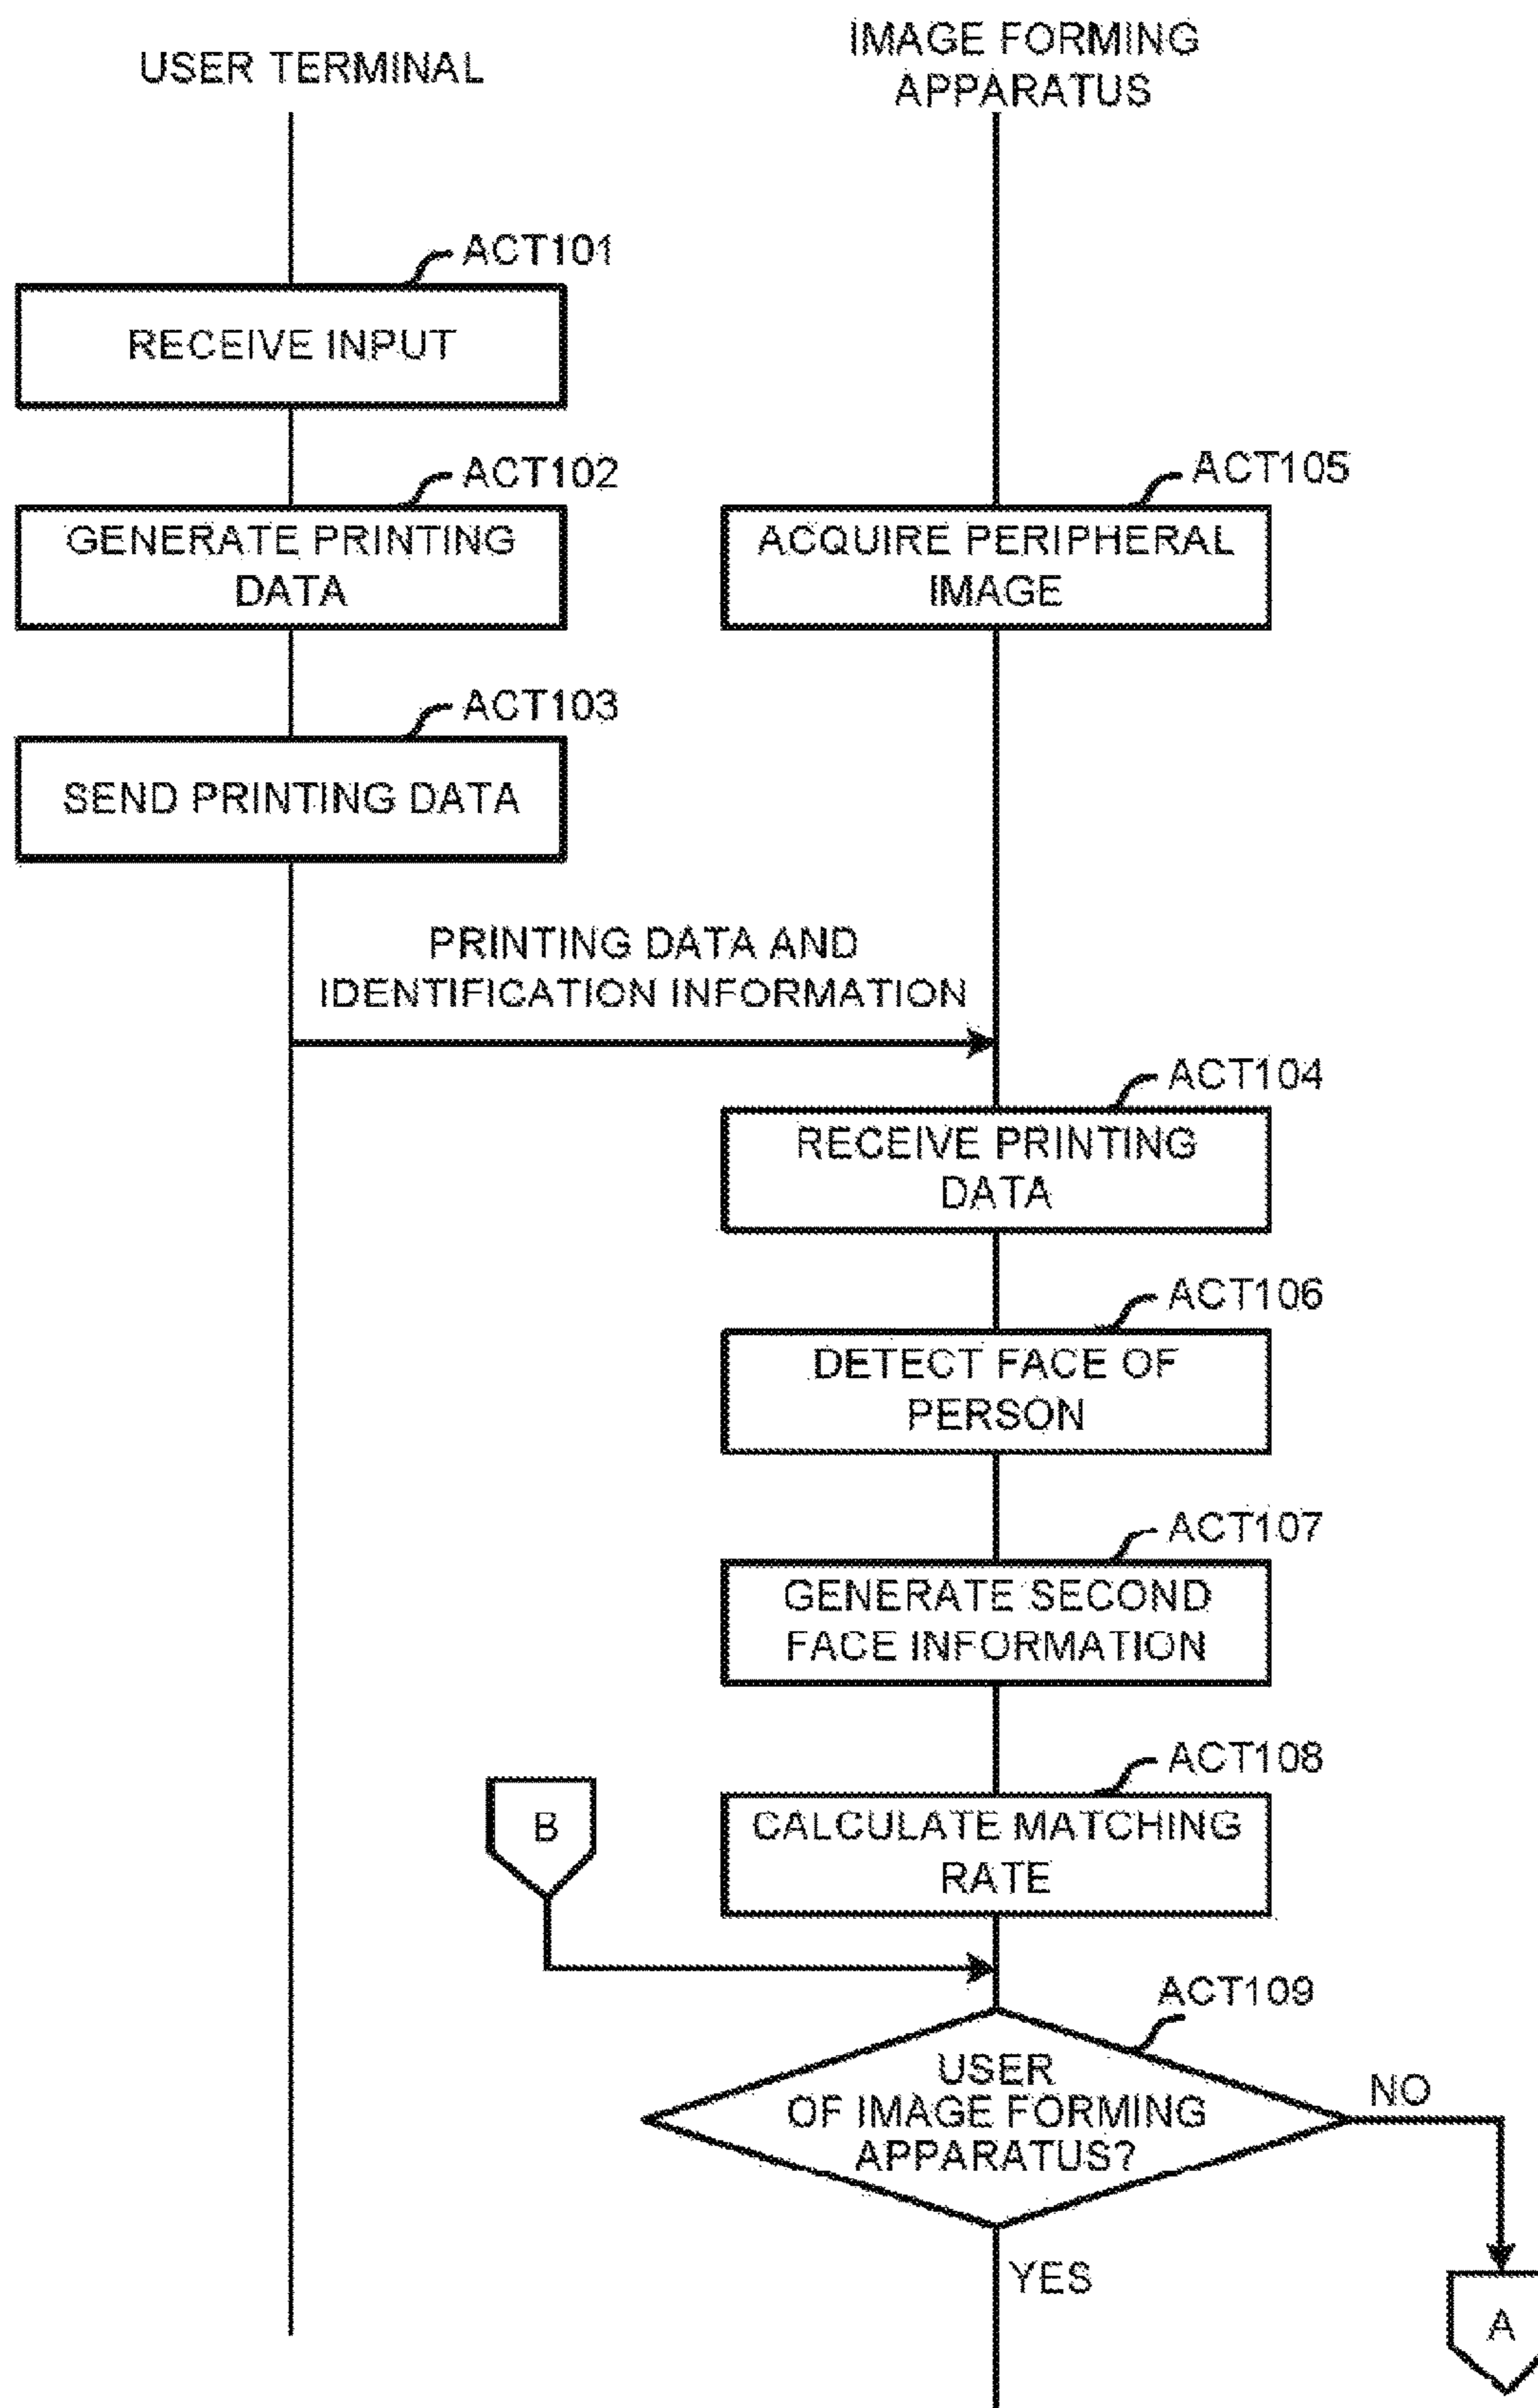 USER TERMINAL
IMAGE FORMING
APPARATUS
ACT101
RECEIVE INPUT
ACT102
GENERATE PRINTING
DATA
ACT105
ACQUIRE PERIPHERAL
IMAGE
ACT103
SEND PRINTING DATA
PRINTING DATA AND
IDENTIFICATION INFORMATION
ACT104
RECEIVE PRINTING
DATA
ACT106
DETECT FACE OF
PERSON
ACT107
GENERATE SECOND
FACE INFORMATION
ACT108
CALCULATE MATCHING
RATE
B
ACT109
USER
OF IMAGE FORMING
APPARATUS?
NO
YES
A